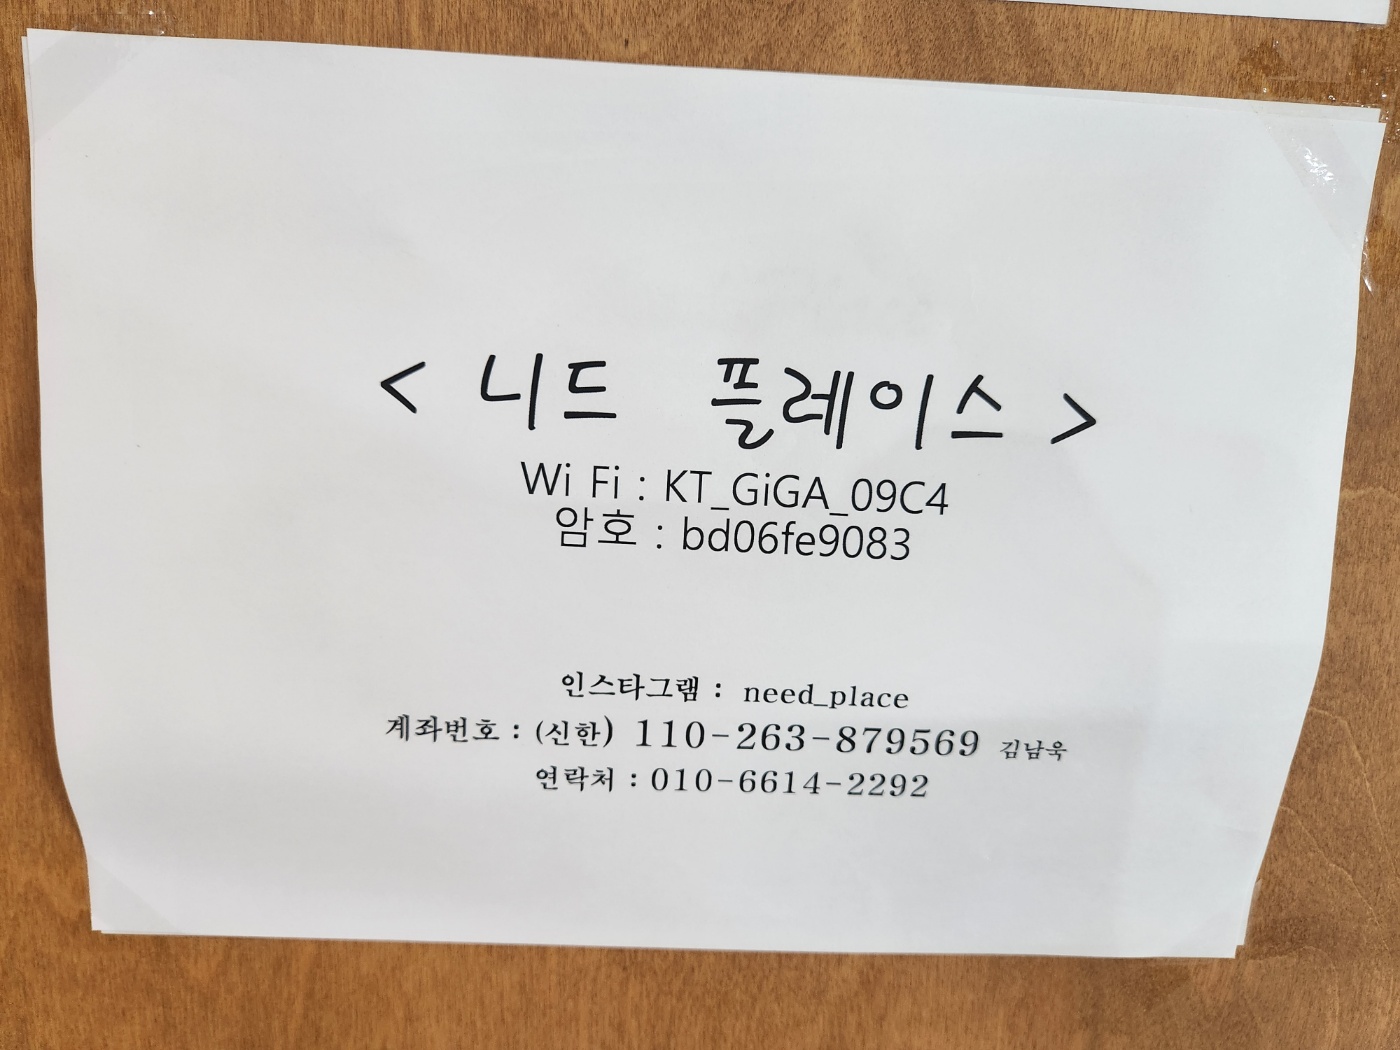 < 니드 플레이스 >
Wi Fi : KT_GiGA_09C4
암호 : bd06fe9083
인스타그램 : need_place
계좌번호 : (신한) 110-263-879569 김남욱
연락처 : 010-6614-2292